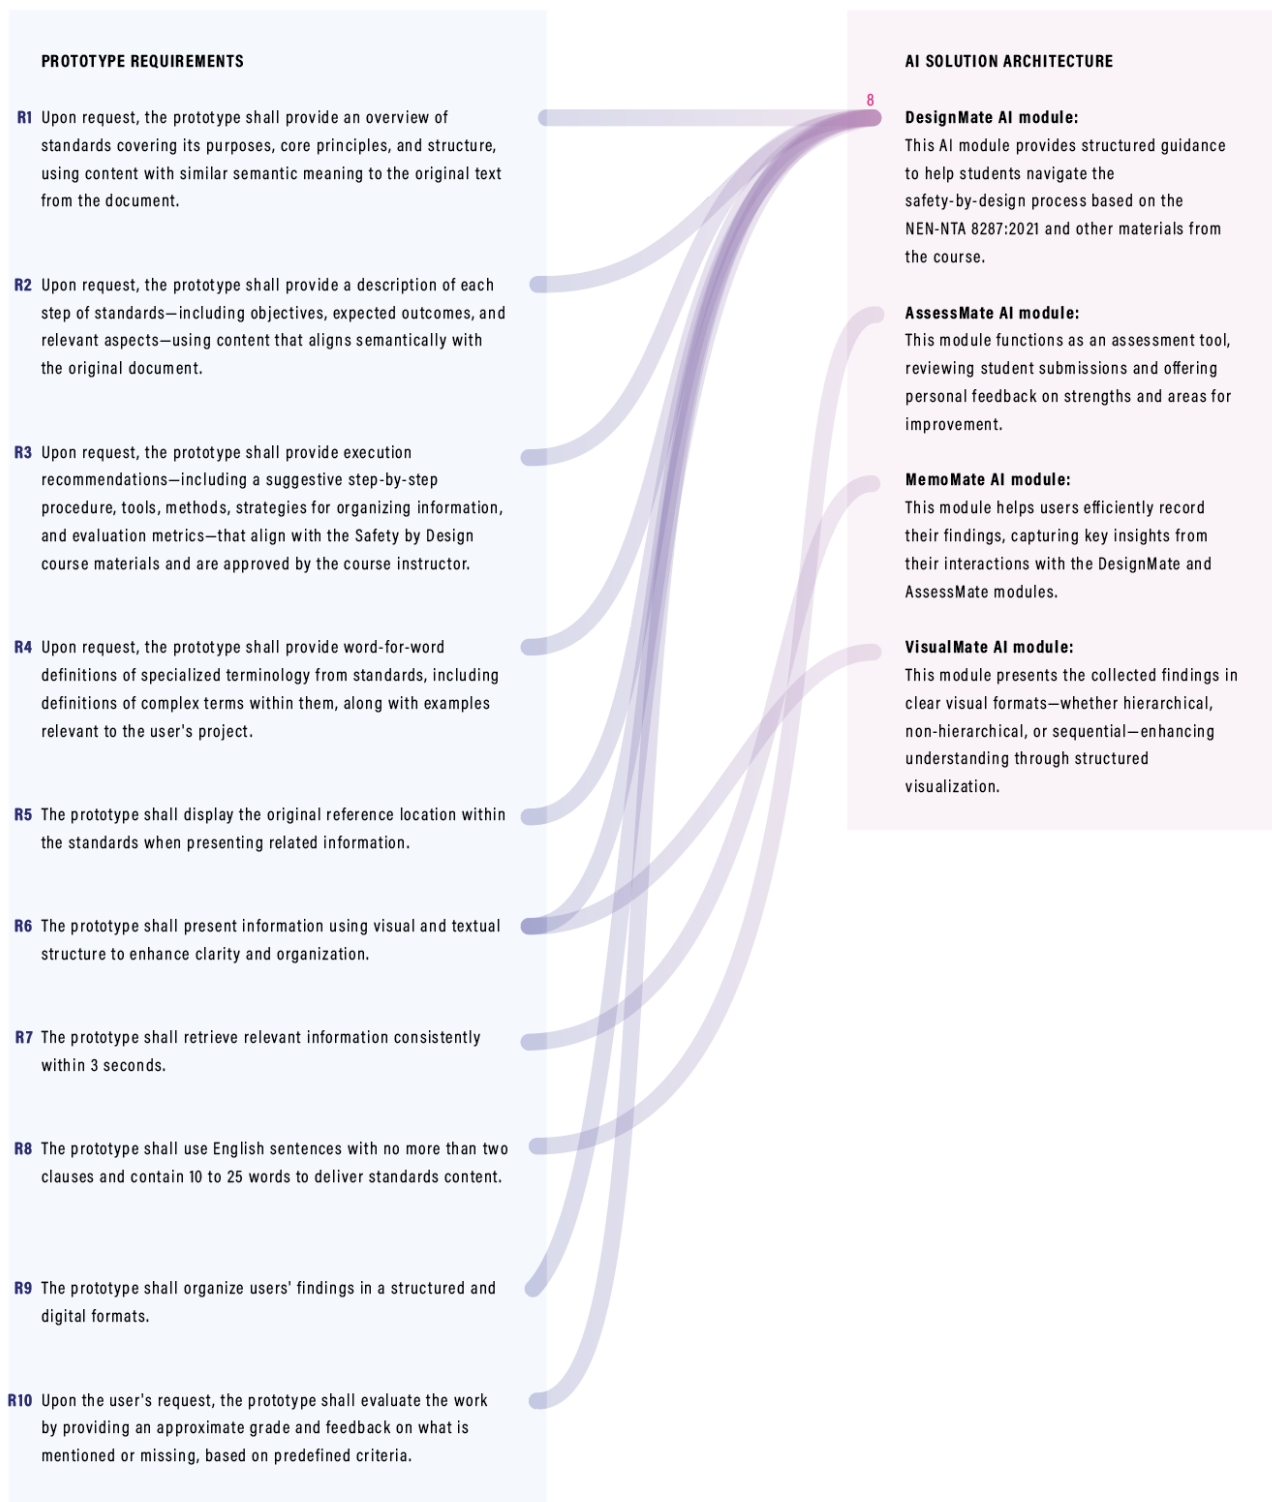 PROTOTYPE REQUIREMENTS
R1 Upon request, the prototype shall provide an overview of
standards covering its purposes, core principles, and structure,
using content with similar semantic meaning to the original text
from the document.
R2 Upon request, the prototype shall provide a description of each
step of standards—including objectives, expected outcomes, and
relevant aspects—using content that aligns semantically with
the original document.
R3 Upon request, the prototype shall provide execution
recommendations—including a suggestive step-by-step
procedure, tools, methods, strategies for organizing information,
and evaluation metrics—that align with the Safety by Design
course materials and are approved by the course instructor.
R4 Upon request, the prototype shall provide word-for-word
definitions of specialized terminology from standards, including
definitions of complex terms within them, along with examples
relevant to the user's project.
R5 The prototype shall display the original reference location within
the standards when presenting related information.
R6 The prototype shall present information using visual and textual
structure to enhance clarity and organization.
R7 The prototype shall retrieve relevant information consistently
within 3 seconds.
R8 The prototype shall use English sentences with no more than two
clauses and contain 10 to 25 words to deliver standards content.
R9 The prototype shall organize users' findings in a structured and
digital formats.
R10 Upon the user's request, the prototype shall evaluate the work
by providing an approximate grade and feedback on what is
mentioned or missing, based on predefined criteria.
AI SOLUTION ARCHITECTURE
8
DesignMate AI module:
This AI module provides structured guidance
to help students navigate the
safety-by-design process based on the
NEN-NTA 8287:2021 and other materials from
the course.
AssessMate AI module:
This module functions as an assessment tool,
reviewing student submissions and offering
personal feedback on strengths and areas for
improvement.
MemoMate AI module:
This module helps users efficiently record
their findings, capturing key insights from
their interactions with the DesignMate and
AssessMate modules.
VisualMate AI module:
This module presents the collected findings in
clear visual formats—whether hierarchical,
non-hierarchical, or sequential—enhancing
understanding through structured
visualization.